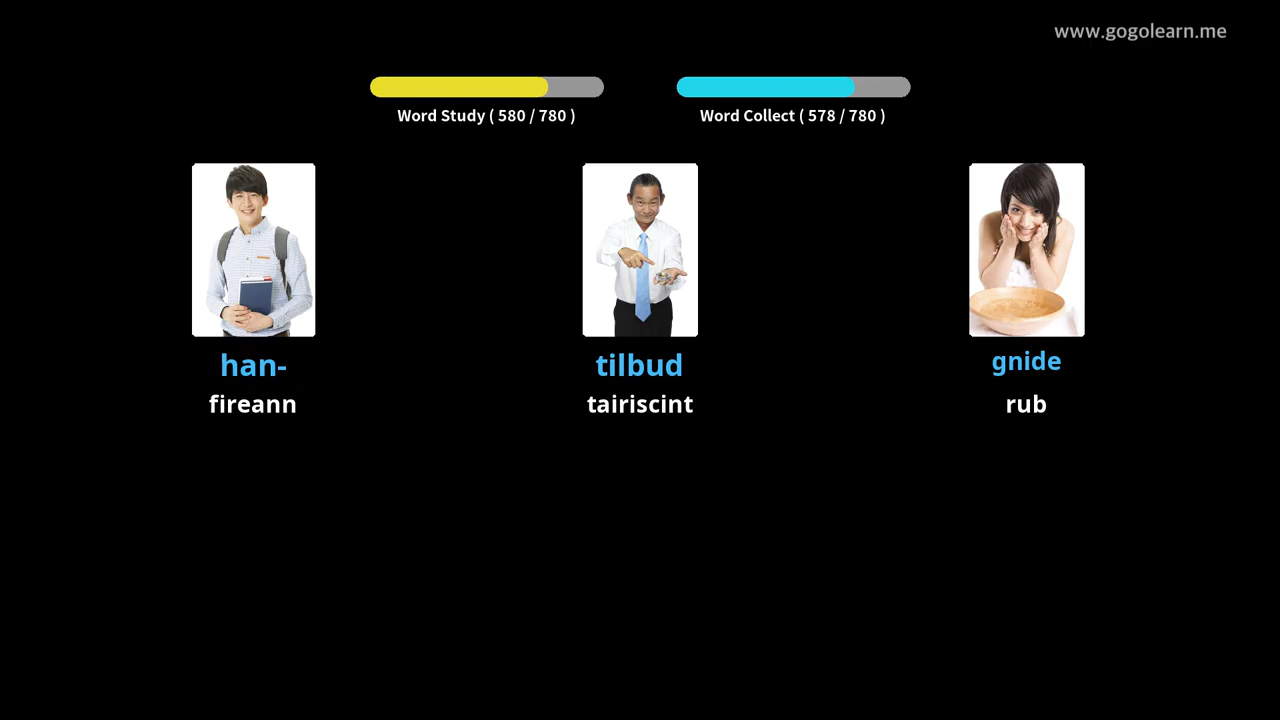 www.gogolearn.me
Word Study ( 580 / 780 )
Word Collect ( 578 / 780 )
han-
tilbud
gnide
fireann
tairiscint
rub